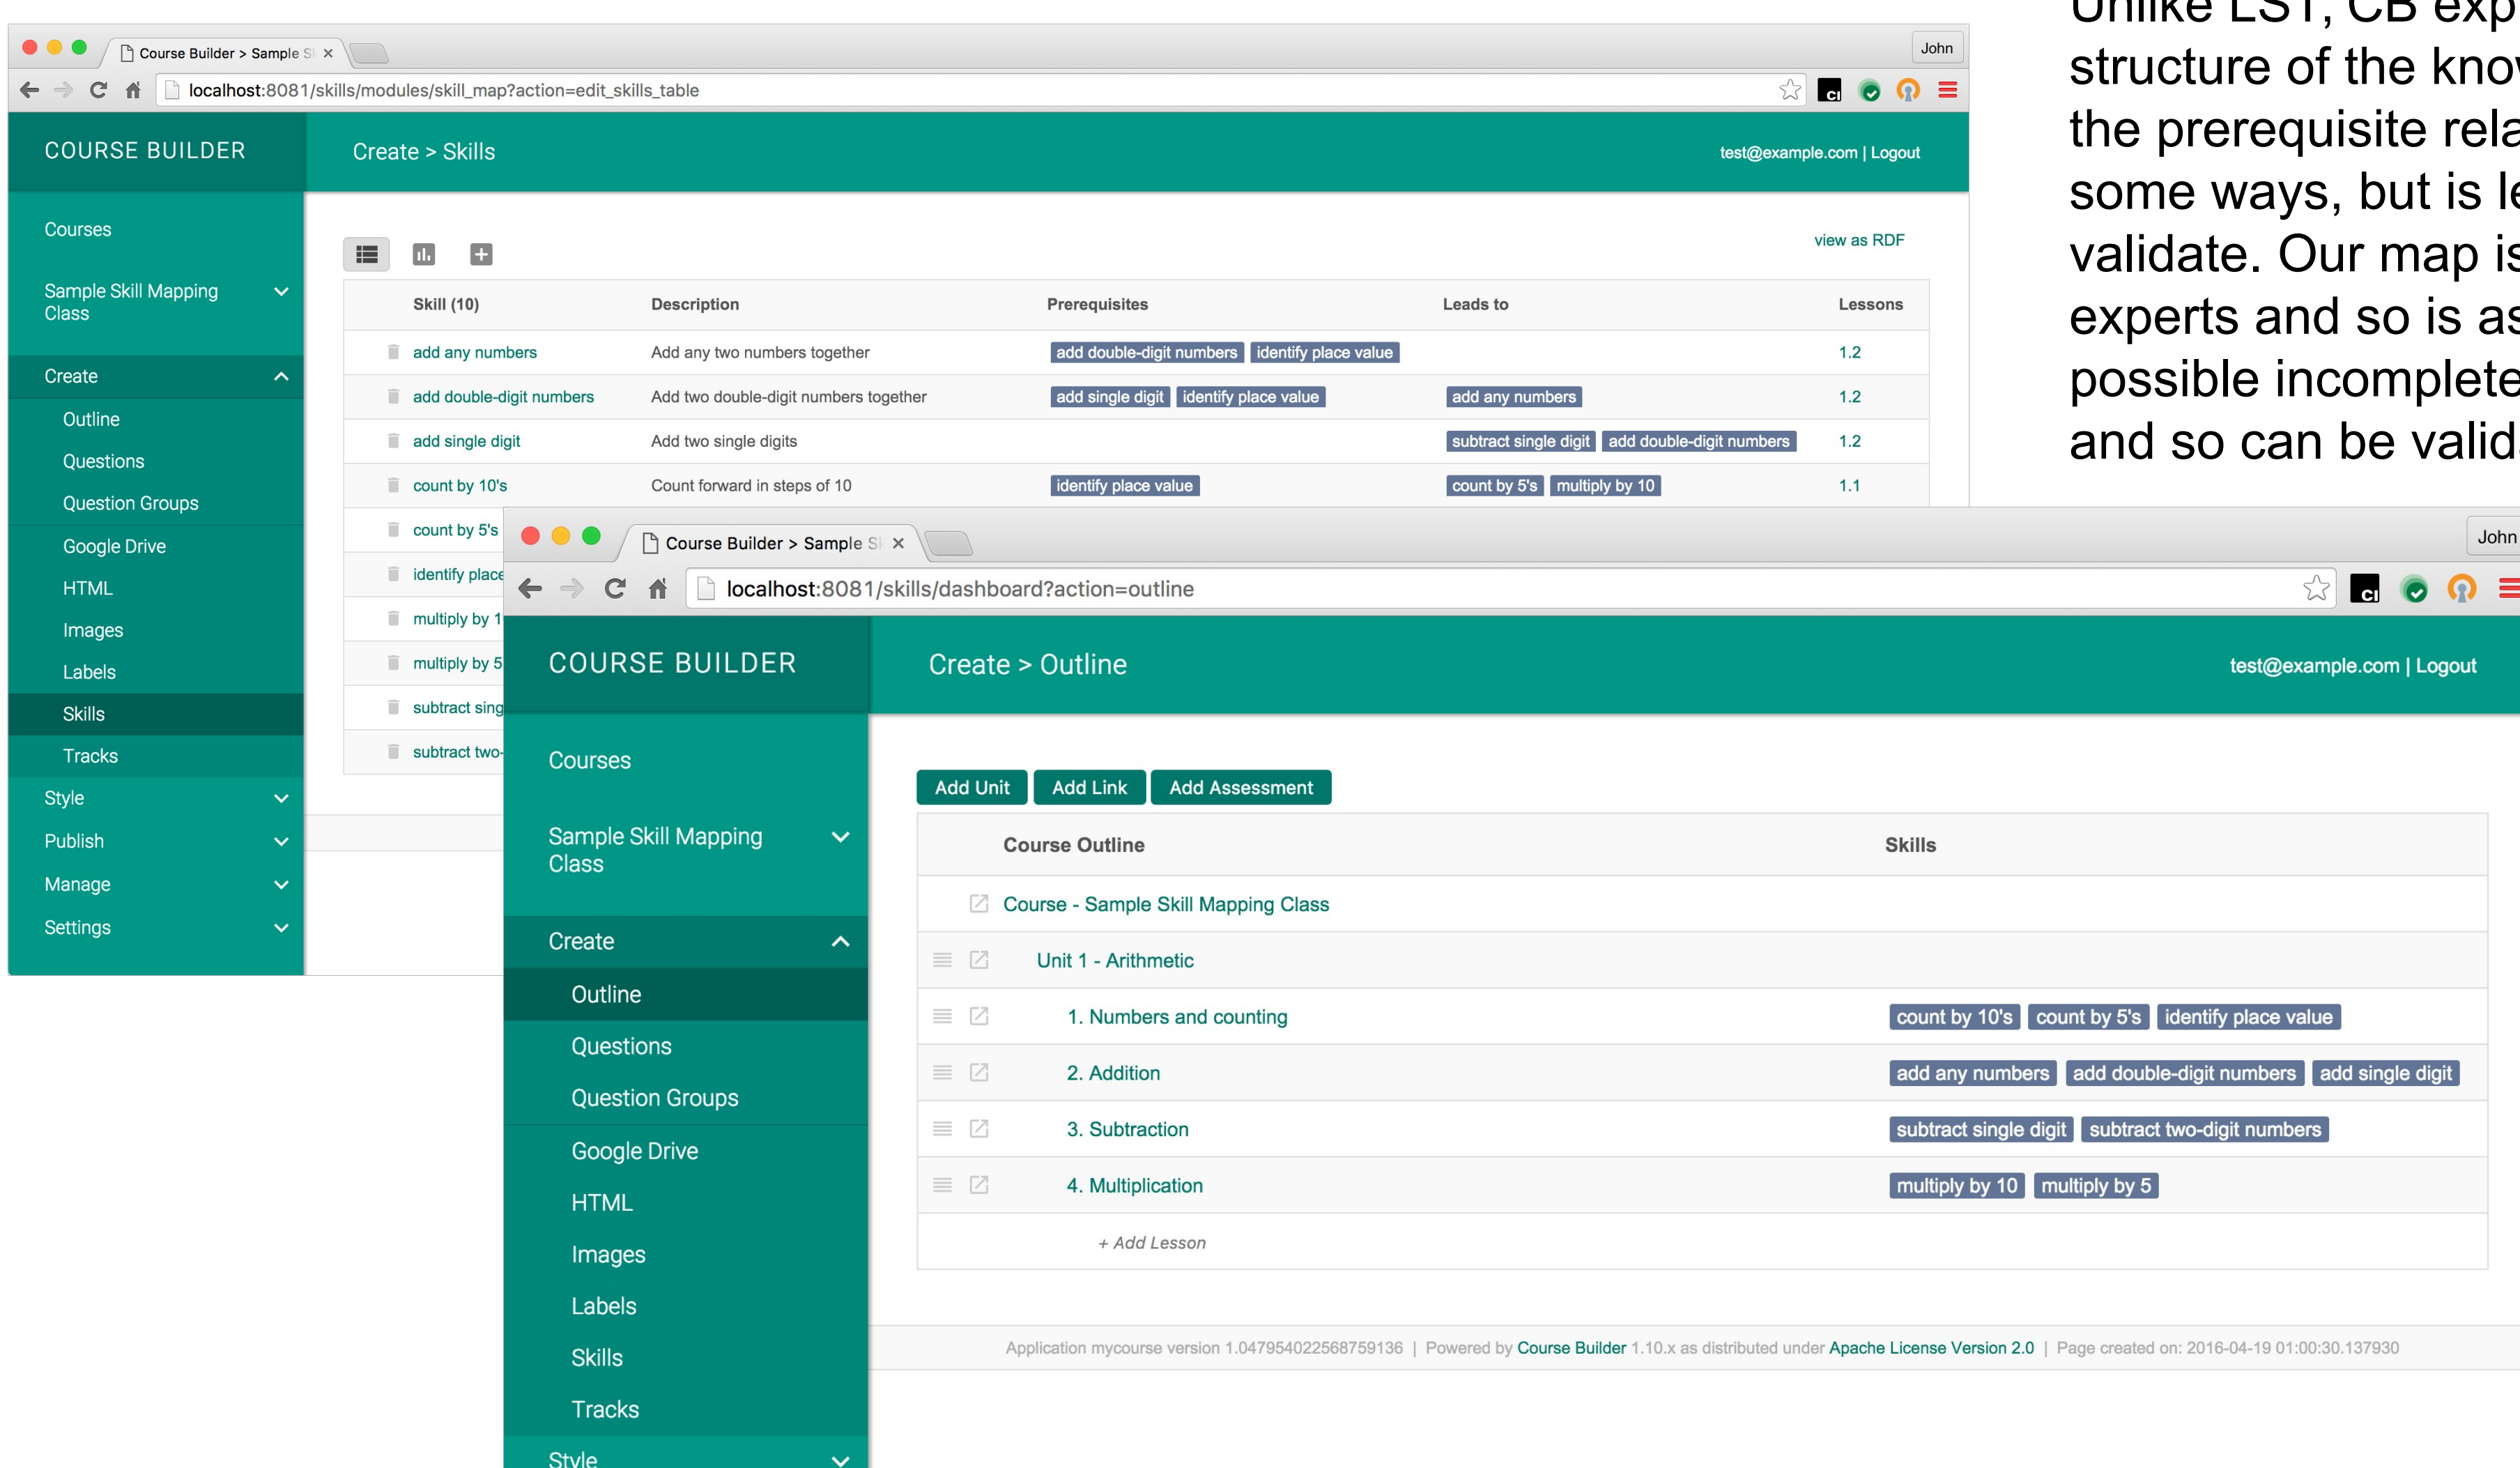 Course Builder > Sample
John
localhost:8081/skills/modules/skill_map?action=edit_skills_table
COURSE BUILDER
Create > Skills
test@example.com | Logout
Courses
Sample Skill Mapping
Class
Create
Outline
Questions
Question Groups
Google Drive
HTML
Images
Labels
Skills
Tracks
Style
Publish
Manage
Settings
view as RDF
Skill (10) Description Prerequisites Leads to Lessons
add any numbers Add any two numbers together add double-digit numbers identify place value 1.2
add double-digit numbers Add two double-digit numbers together add single digit identify place value add any numbers 1.2
add single digit Add two single digits subtract single digit add double-digit numbers 1.2
count by 10's Count forward in steps of 10 identify place value count by 5's multiply by 10 1.1
count by 5's
identify place
multiply by 1
multiply by 5
subtract sing
subtract two-
Unlike LST, CB exp
structure of the kno
the prerequisite rela
some ways, but is le
validate. Our map is
experts and so is as
possible incomplete
and so can be valid
Course Builder > Sample
John
localhost:8081/skills/dashboard?action=outline
COURSE BUILDER
Create > Outline
test@example.com | Logout
Courses
Sample Skill Mapping
Class
Create
Outline
Questions
Question Groups
Google Drive
HTML
Images
Labels
Skills
Tracks
Style
Add Unit Add Link Add Assessment
Course Outline Skills
Course - Sample Skill Mapping Class
Unit 1 - Arithmetic
1. Numbers and counting count by 10's count by 5's identify place value
2. Addition add any numbers add double-digit numbers add single digit
3. Subtraction subtract single digit subtract two-digit numbers
4. Multiplication multiply by 10 multiply by 5
+ Add Lesson
Application mycourse version 1.047954022568759136 | Powered by Course Builder 1.10.x as distributed under Apache License Version 2.0 | Page created on: 2016-04-19 01:00:30.137930